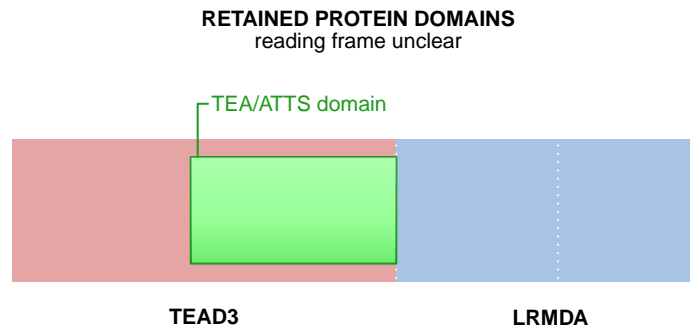 RETAINED PROTEIN DOMAINS
reading frame unclear
TEA/ATTS domain
TEAD3
LRMDA